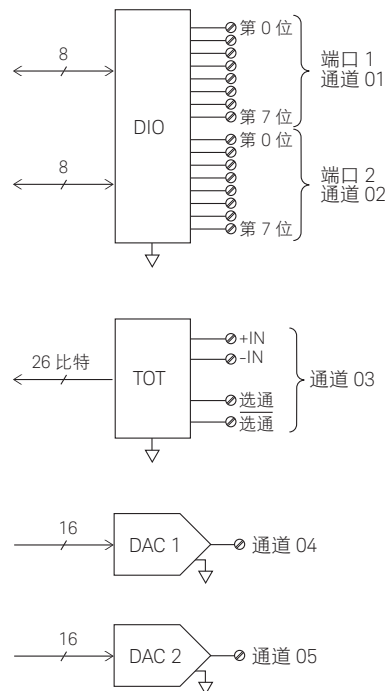 8
第 0 位
端口 1
通道 01
DIO
第 7 位
第 0 位
8
端口 2
通道 02
第 7 位
26 比特
TOT
+IN
-IN
通道 03
选通
选通
16
DAC 1
通道 04
16
DAC 2
通道 05